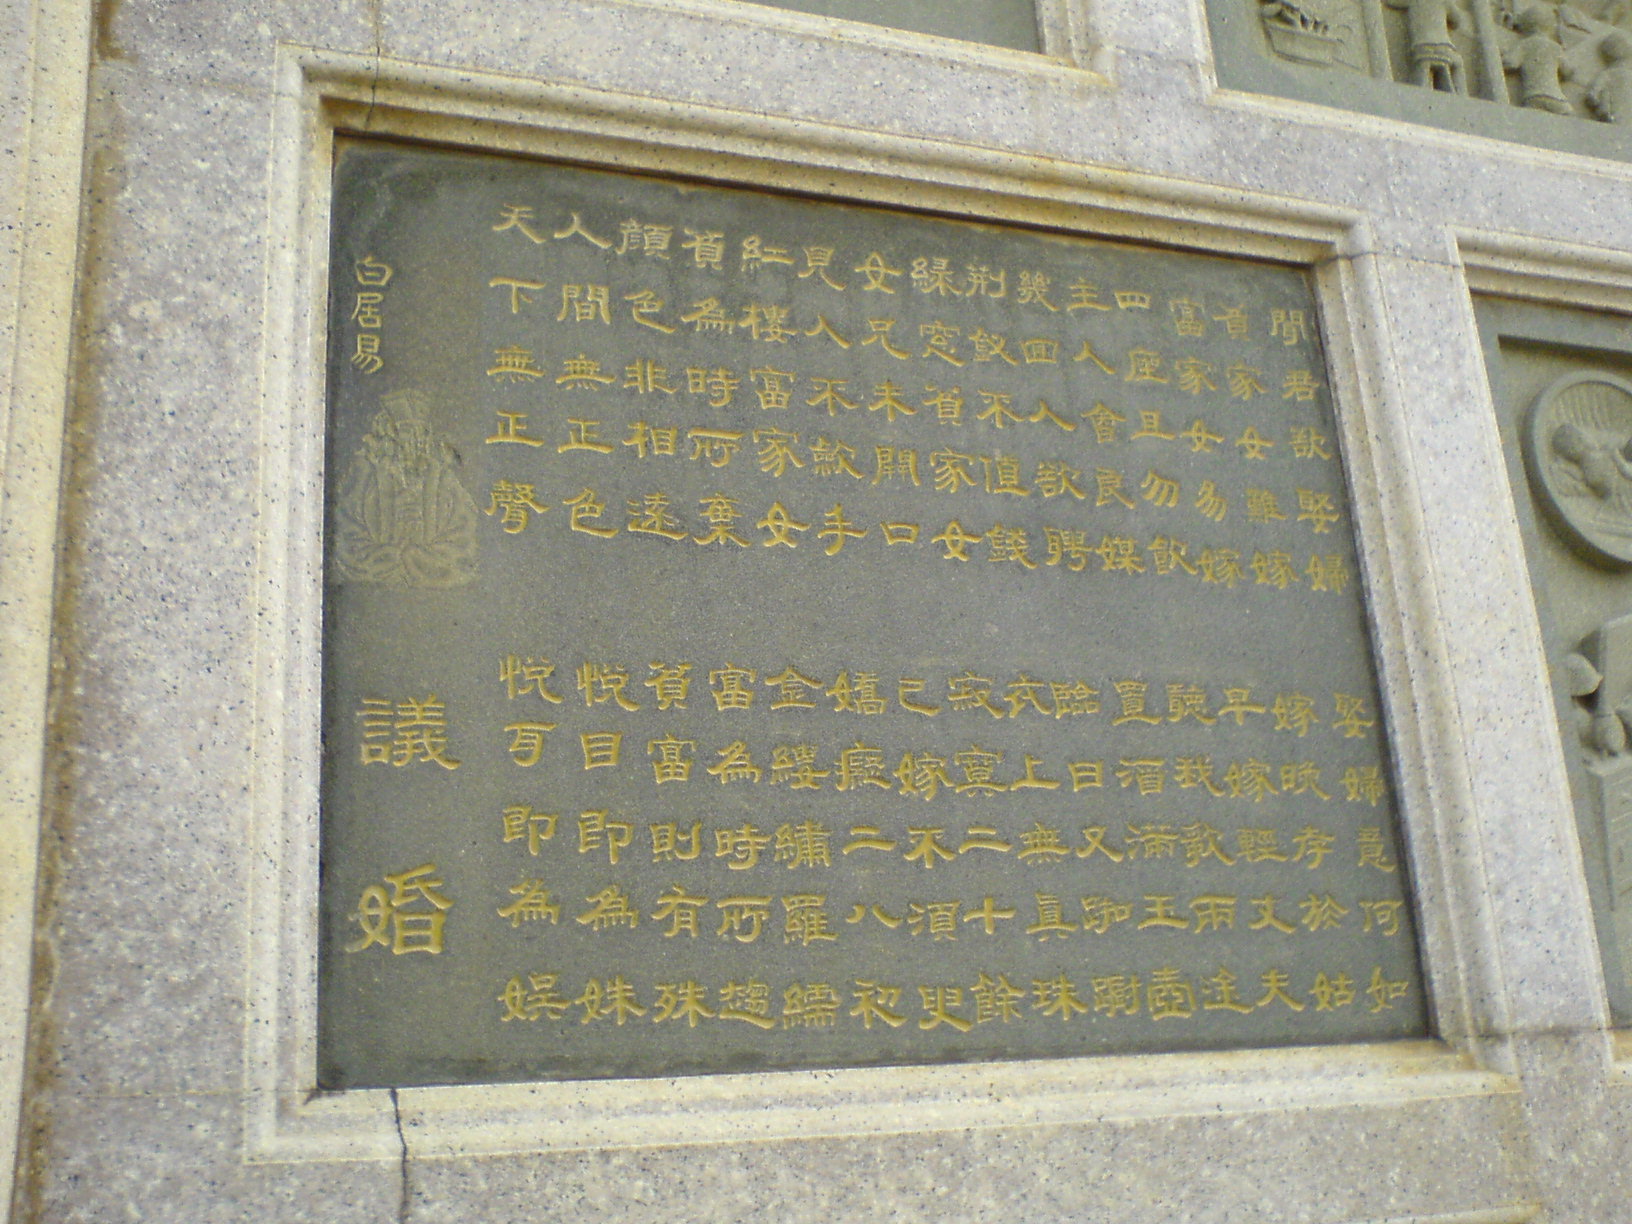 白居易 議婚
天下無正聲 悅耳即為娛
人間無正色 悅目即為姝
顏色非相遠 貧富則有殊
貧為時所棄 富為時所趨
紅樓富家女 金縷繡羅襦
見人不歛手 嬌癡二八初
母兄未開口 已嫁不須臾
緑窓貧家女 寂寞二十餘
荊釵不值錢 衣上無真珠
幾囬人欲聘 臨日又踟躕
主人會良媒 置酒滿玉壺
四座且勿飲 聽我歌兩途
富家女易嫁 早嫁輕丈夫
貧家女難嫁 嫁晚孝於姑
聞君欲娶婦 娶婦意何如